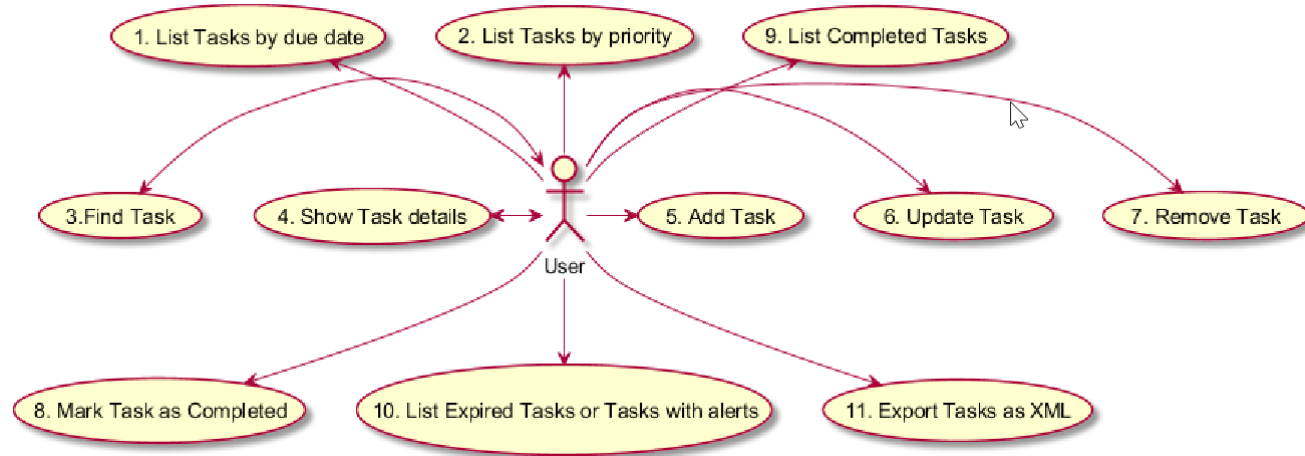 1. List Tasks by due date
2. List Tasks by priority
9. List Completed Tasks
3.Find Task
4. Show Task details
5. Add Task
6. Update Task
7. Remove Task
User
8. Mark Task as Completed
10. List Expired Tasks or Tasks with alerts
11. Export Tasks as XML